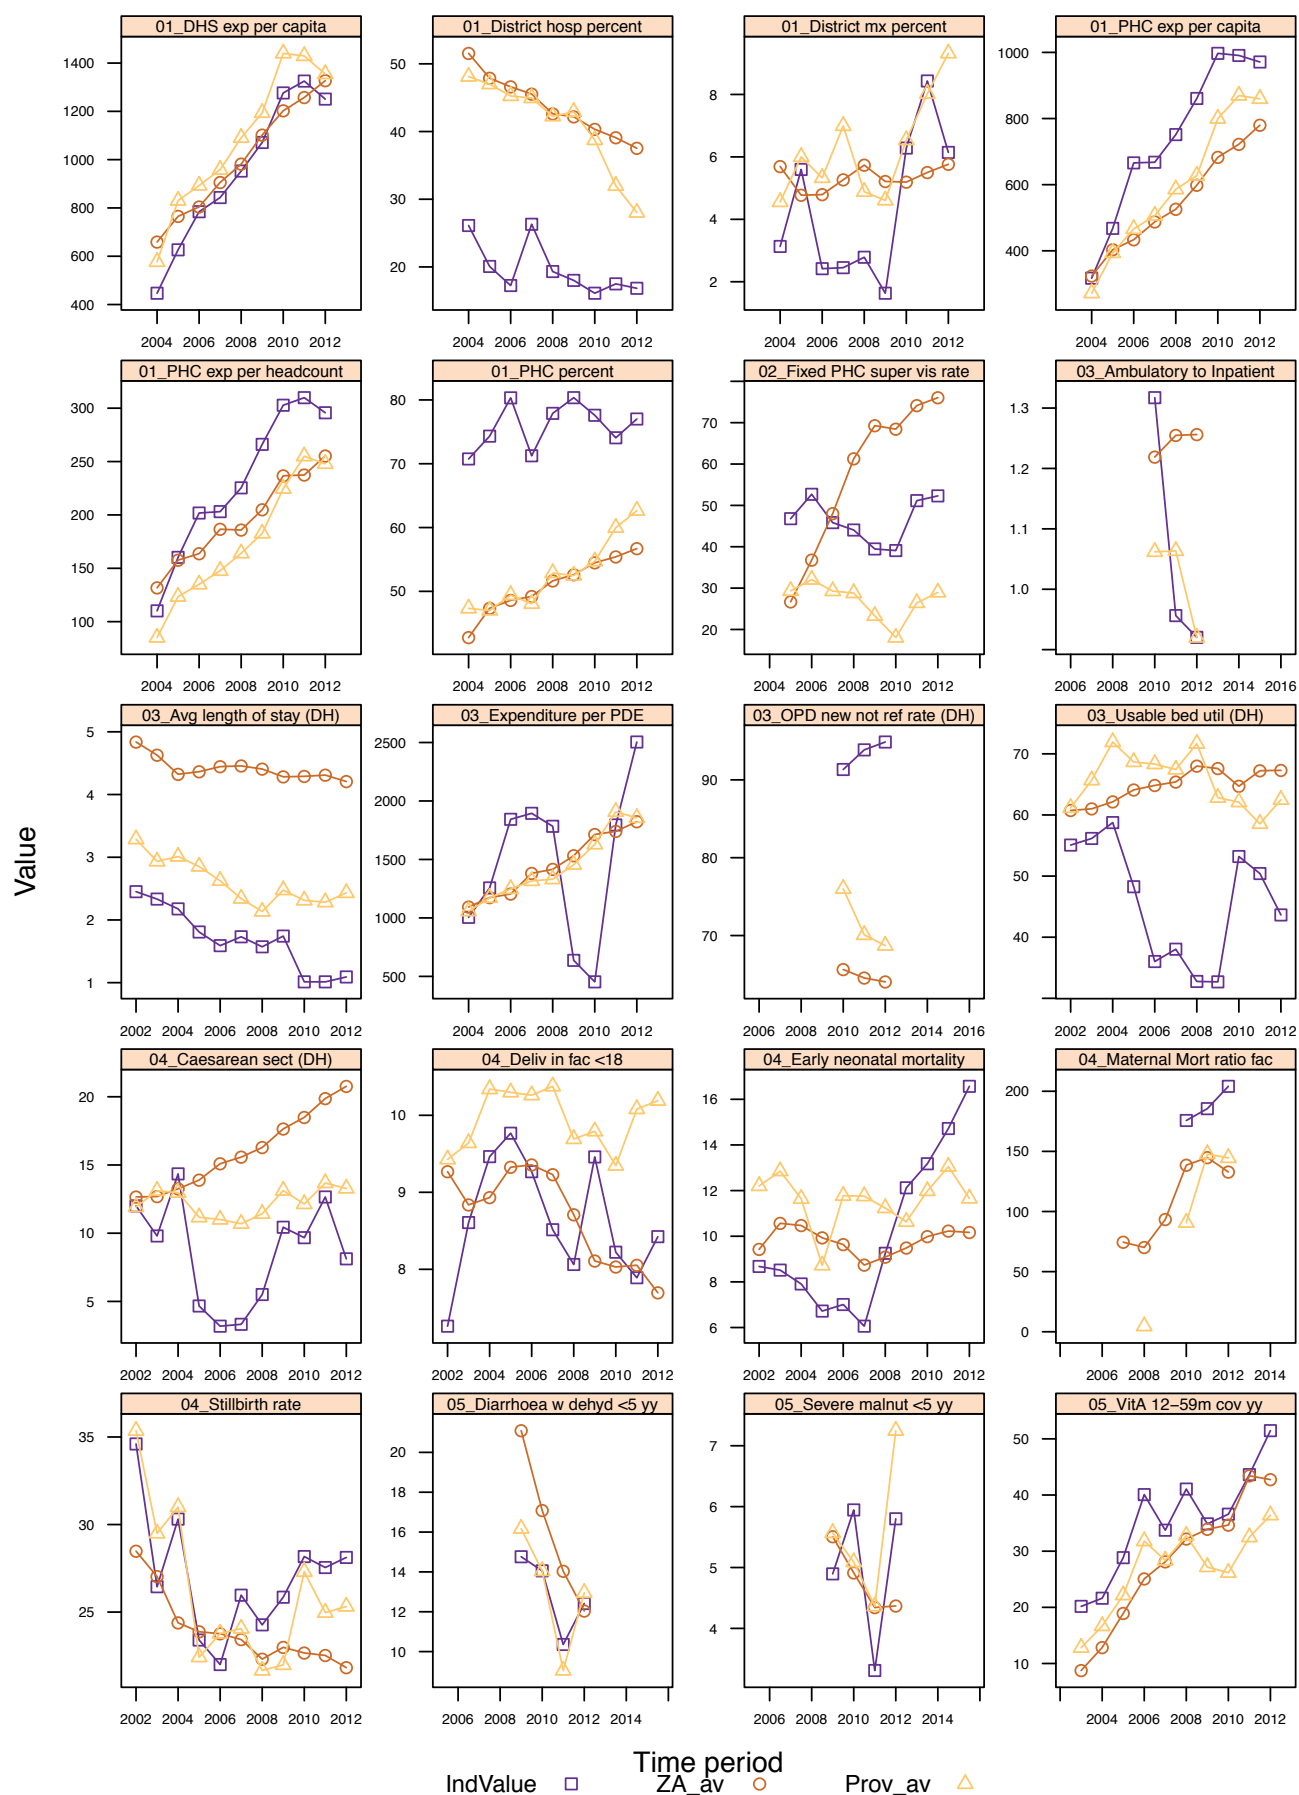 01_DHS exp per capita
01_District hosp percent
01_District mx percent
01_PHC exp per capita
1400
1200
1000
800
600
400
50
40
30
20
8
6
4
2
1000
800
600
400
2004 2006 2008 2010 2012
2004 2006 2008 2010 2012
2004 2006 2008 2010 2012
2004 2006 2008 2010 2012
01_PHC exp per headcount
01_PHC percent
02_Fixed PHC super vis rate
03_Ambulatory to Inpatient
300
250
200
150
100
80
70
60
50
70
60
50
40
30
20
1.3
1.2
1.1
1.0
2004 2006 2008 2010 2012
2004 2006 2008 2010 2012
2004 2006 2008 2010 2012
2006 2008 2010 2012 2014 2016
03_Avg length of stay (DH)
03_Expenditure per PDE
03_OPD new not ref rate (DH)
03_Usable bed util (DH)
5
4
3
2
1
2500
2000
1500
1000
500
90
80
70
70
60
50
40
2002 2004 2006 2008 2010 2012
2004 2006 2008 2010 2012
2006 2008 2010 2012 2014 2016
2002 2004 2006 2008 2010 2012
Value
04_Caesarean sect (DH)
04_Deliv in fac <18
04_Early neonatal mortality
04_Maternal Mort ratio fac
20
15
10
5
10
9
8
16
14
12
10
8
6
200
150
100
50
0
2002 2004 2006 2008 2010 2012
2002 2004 2006 2008 2010 2012
2002 2004 2006 2008 2010 2012
2006 2008 2010 2012 2014
04_Stillbirth rate
05_Diarrhoea w dehyd <5 yy
05_Severe malnut <5 yy
05_VitA 12−59m cov yy
35
30
25
20
18
16
14
12
10
7
6
5
4
50
40
30
20
10
2002 2004 2006 2008 2010 2012
2006 2008 2010 2012 2014
2006 2008 2010 2012 2014
2004 2006 2008 2010 2012
Time period
IndValue ZA_av Prov_av